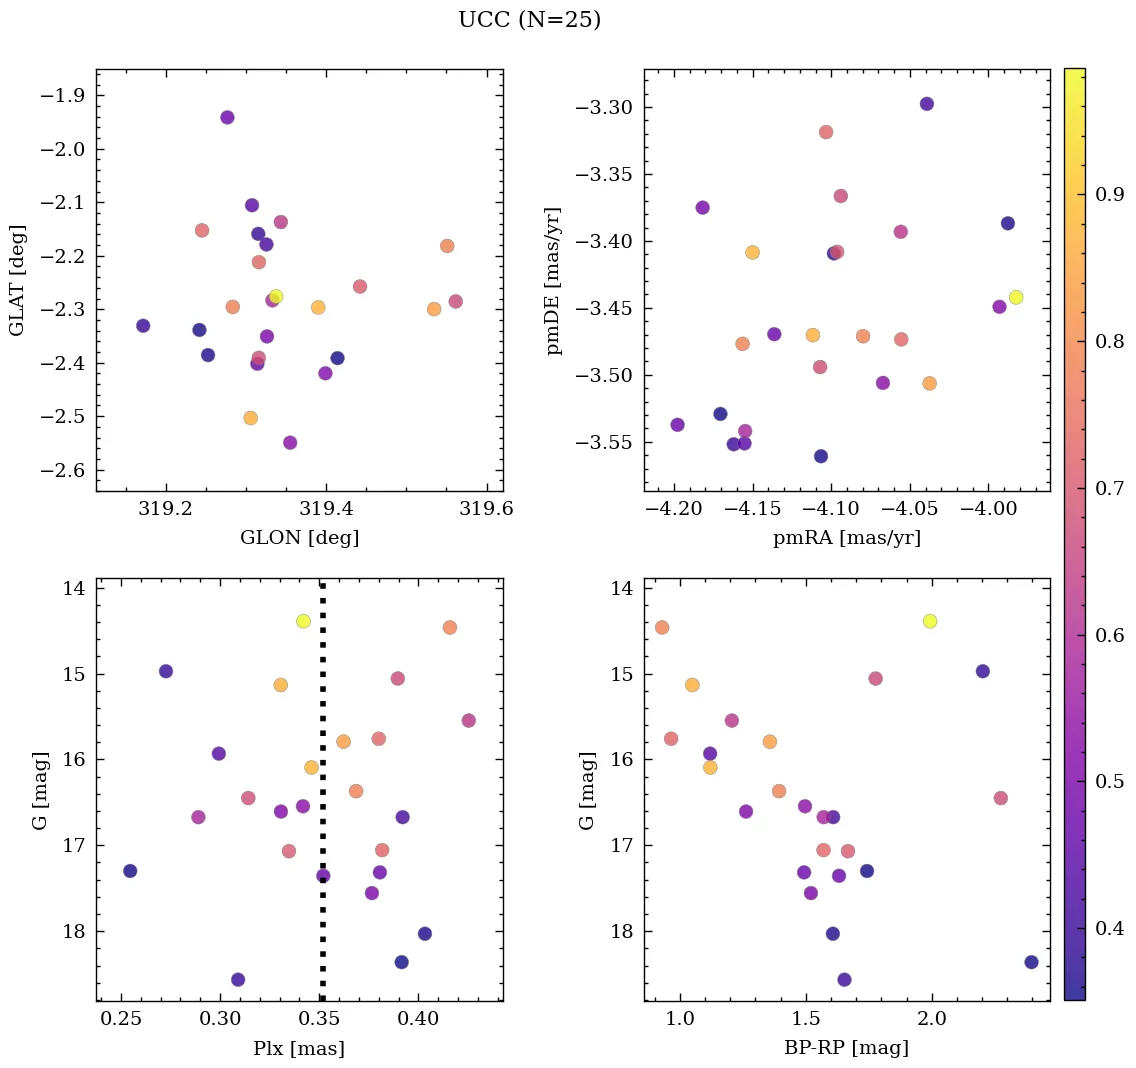 UCC (N=25)
−1.9
−2.0
−2.1
−2.2
−2.3
−2.4
−2.5
−2.6
GLAT [deg]
319.2 319.4 319.6
GLON [deg]
−3.30
−3.35
−3.40
−3.45
−3.50
−3.55
pmDE [mas/yr]
−4.20 −4.15 −4.10 −4.05 −4.00
pmRA [mas/yr]
14
15
16
17
18
G [mag]
0.25 0.30 0.35 0.40
Plx [mas]
14
15
16
17
18
G [mag]
1.0 1.5 2.0
BP-RP [mag]
0.9
0.8
0.7
0.6
0.5
0.4